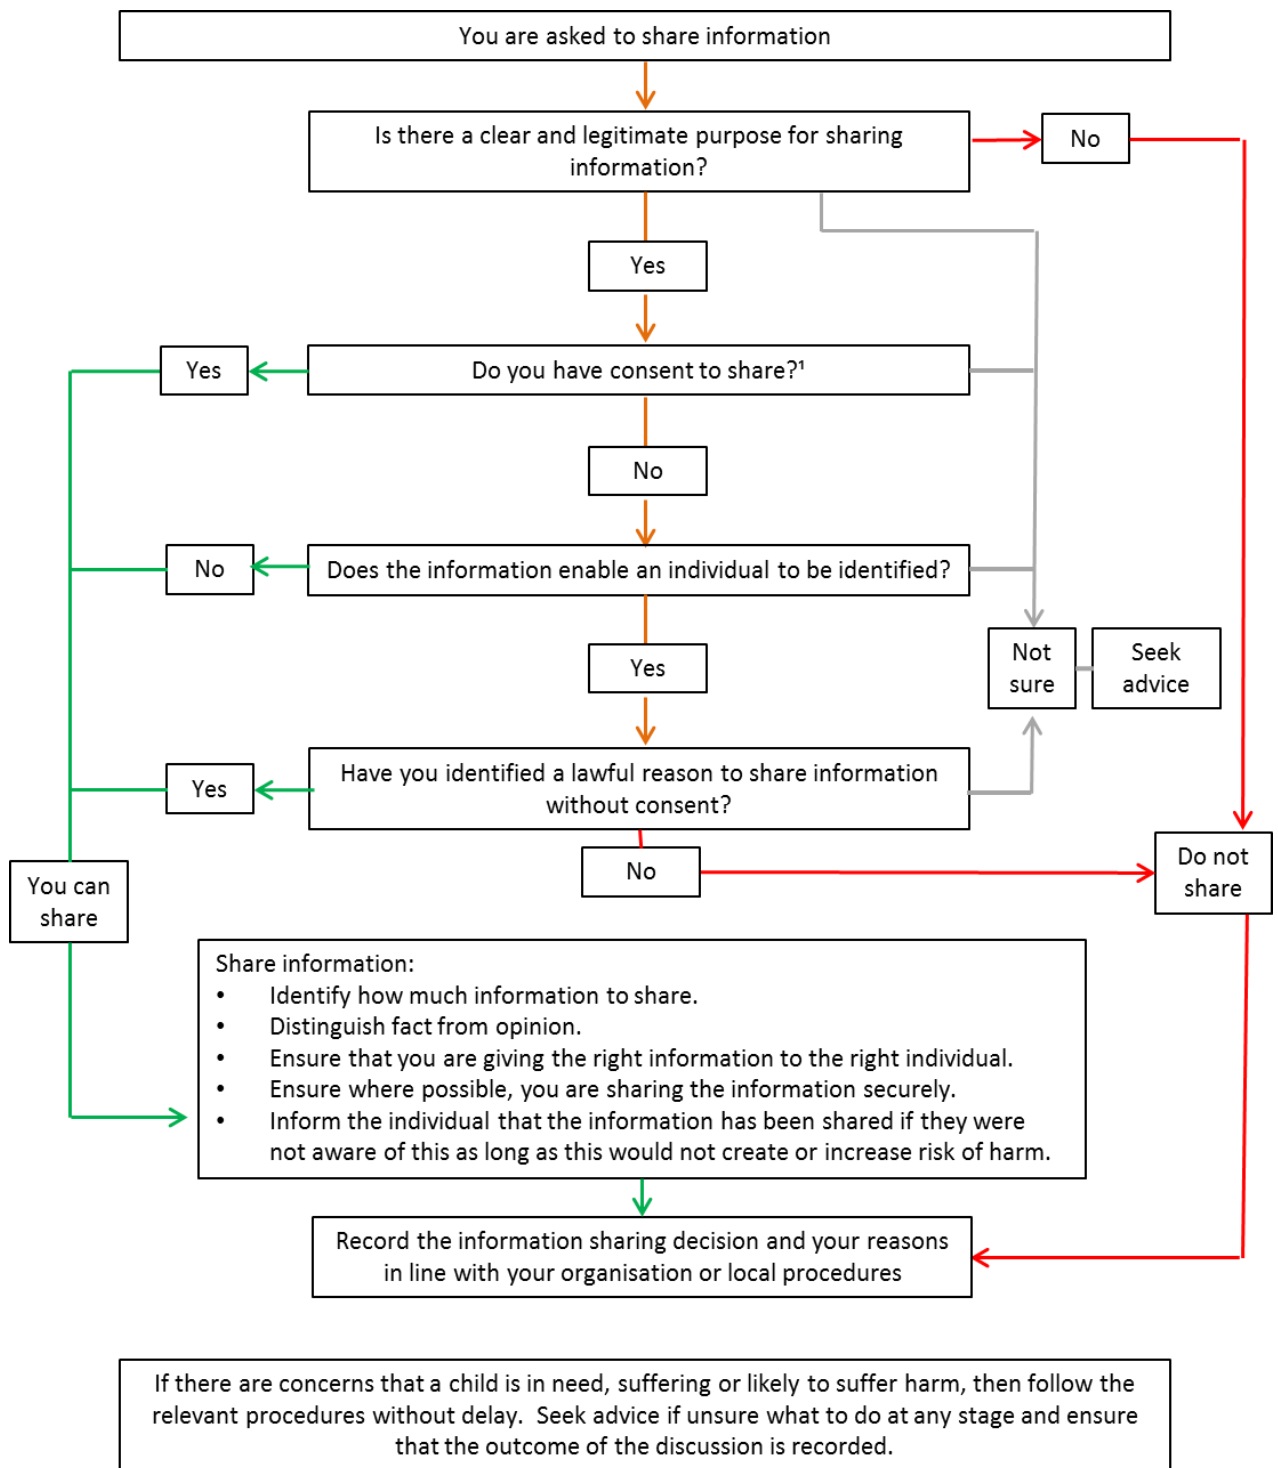 You are asked to share information
Is there a clear and legitimate purpose for sharing
information?
No
Yes
Yes
Do you have consent to share?¹
No
No
Does the information enable an individual to be identified?
Yes
Not
sure
Seek
advice
Yes
Have you identified a lawful reason to share information
without consent?
No
Do not
share
You can
share
Share information:
• Identify how much information to share.
• Distinguish fact from opinion.
• Ensure that you are giving the right information to the right individual.
• Ensure where possible, you are sharing the information securely.
• Inform the individual that the information has been shared if they were
not aware of this as long as this would not create or increase risk of harm.
Record the information sharing decision and your reasons
in line with your organisation or local procedures
If there are concerns that a child is in need, suffering or likely to suffer harm, then follow the
relevant procedures without delay.  Seek advice if unsure what to do at any stage and ensure
that the outcome of the discussion is recorded.